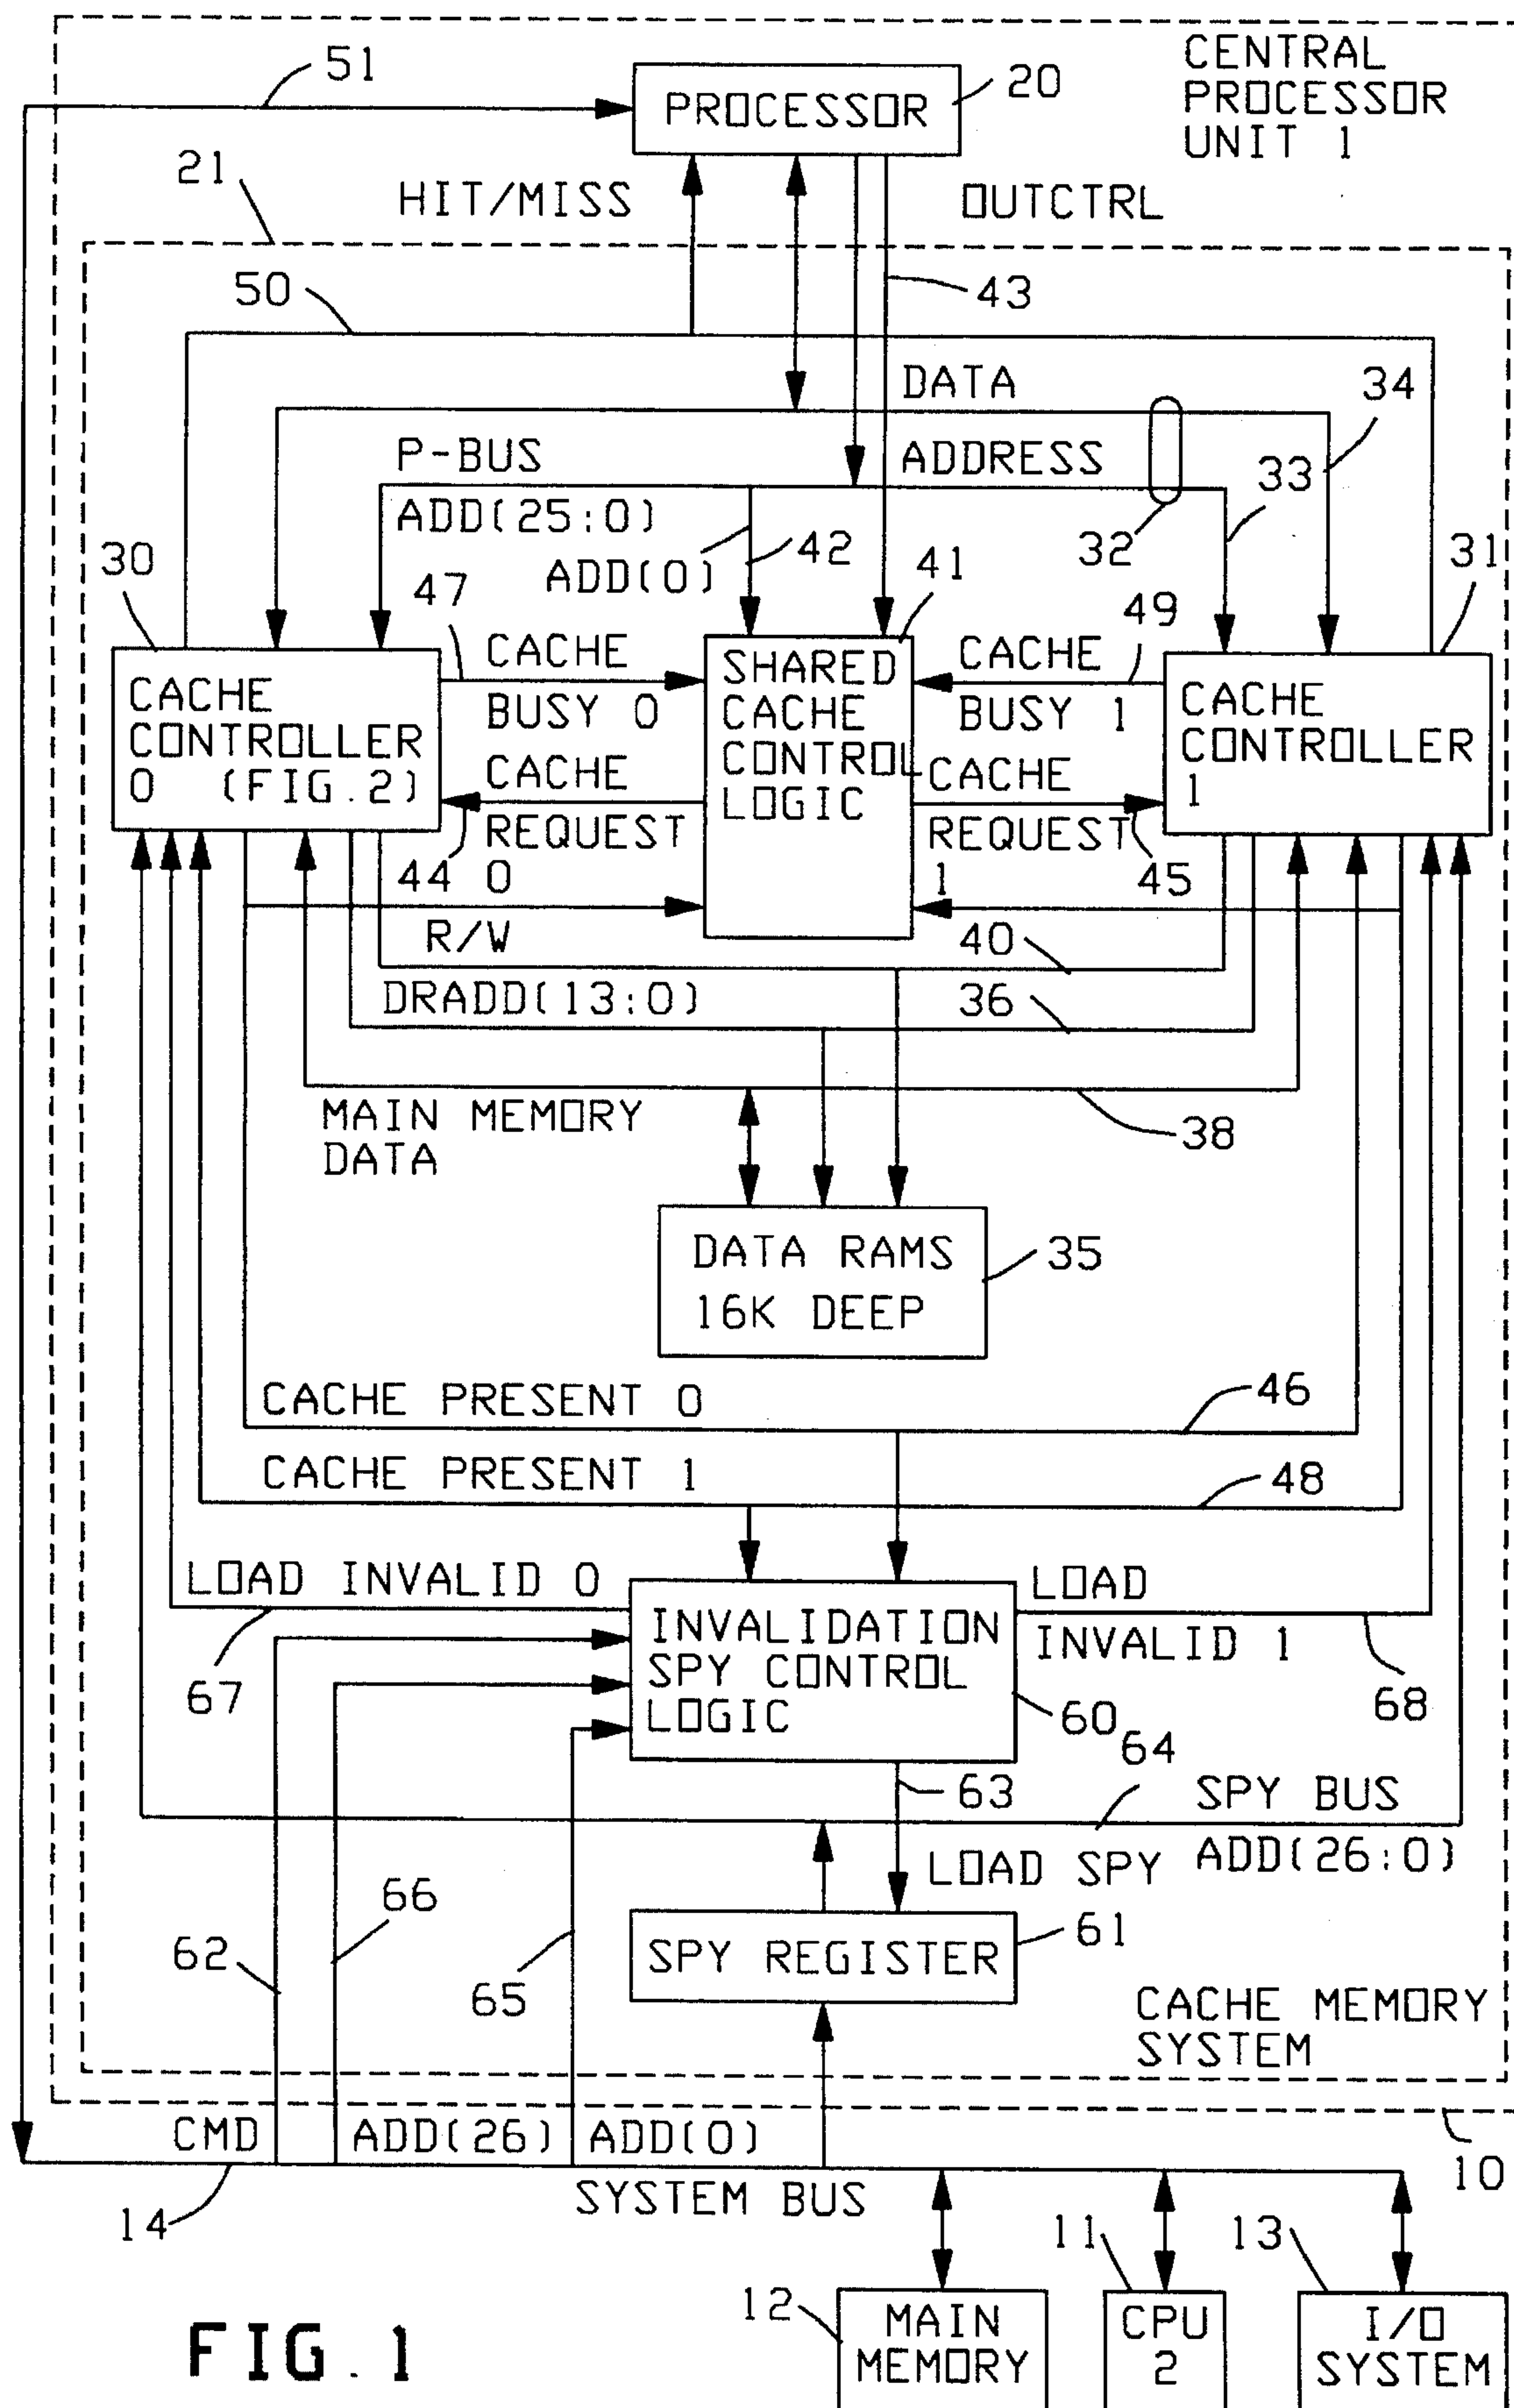 51
PROCESSOR
20
CENTRAL
PROCESSOR
UNIT 1
21
HIT/MISS
OUTCTRL
50
43
DATA
34
P-BUS
ADDRESS
33
ADD(25:0)
ADD(0)
42
32
30
47
41
49
31
CACHE
BUSY 0
SHARED
CACHE
CONTROL
LOGIC
CACHE
BUSY 1
CACHE
CONTROLLER
0 (FIG.2)
CACHE
CONTROLLER
1
CACHE
REQUEST
0
44
CACHE
REQUEST
1
45
R/W
40
DRADD(13:0)
36
MAIN MEMORY
DATA
38
DATA RAMS
16K DEEP
35
CACHE PRESENT 0
46
CACHE PRESENT 1
48
LOAD INVALID 0
LOAD
INVALID 1
INVALIDATION
SPY CONTROL
LOGIC
67
68
60
64
63
SPY BUS
ADD(26:0)
LOAD SPY
66
62
65
SPY REGISTER
61
CACHE MEMORY
SYSTEM
CMD
ADD(26)
ADD(0)
SYSTEM BUS
14
10
11
13
12
MAIN
MEMORY
CPU
2
I/O
SYSTEM
FIG.1